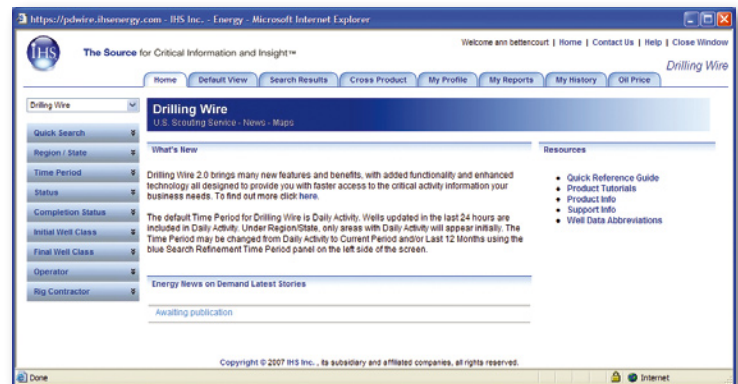 https://pdwire.ihsenergy.com - IHS Inc. - Energy - Microsoft Internet Explorer
IHS
The Source for Critical Information and Insight™
Welcome ann bettencourt | Home | Contact Us | Help | Close Window
Drilling Wire
Home
Default View
Search Results
Cross Product
My Profile
My Reports
My History
Oil Price
Drilling Wire
Quick Search
Region / State
Time Period
Status
Completion Status
Initial Well Class
Final Well Class
Operator
Rig Contractor
Drilling Wire
U.S. Scouting Service - News - Maps
What's New
Drilling Wire 2.0 brings many new features and benefits, with added functionality and enhanced
technology all designed to provide you with faster access to the critical activity information your
business needs. To find out more click here.
The default Time Period for Drilling Wire is Daily Activity. Wells updated in the last 24 hours are
included in Daily Activity. Under Region/State, only areas with Daily Activity will appear initially. The
Time Period may be changed from Daily Activity to Current Period and/or Last 12 Months using the
blue Search Refinement Time Period panel on the left side of the screen.
Energy News on Demand Latest Stories
Awaiting publication
Resources
Quick Reference Guide
Product Tutorials
Product Info
Support Info
Well Data Abbreviations
Copyright © 2007 IHS Inc. , its subsidiary and affiliated companies, all rights reserved.
Done
Internet